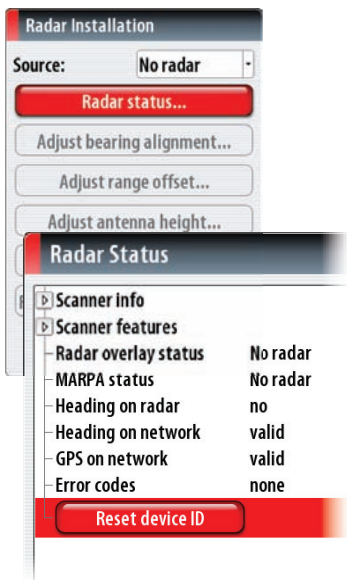 Radar Installation
Source: No radar
Radar status...
Adjust bearing alignment...
Adjust range offset...
Adjust antenna height...
Radar Status
Scanner info
Scanner features
Radar overlay status No radar
MARPA status No radar
Heading on radar no
Heading on network valid
GPS on network valid
Error codes none
Reset device ID